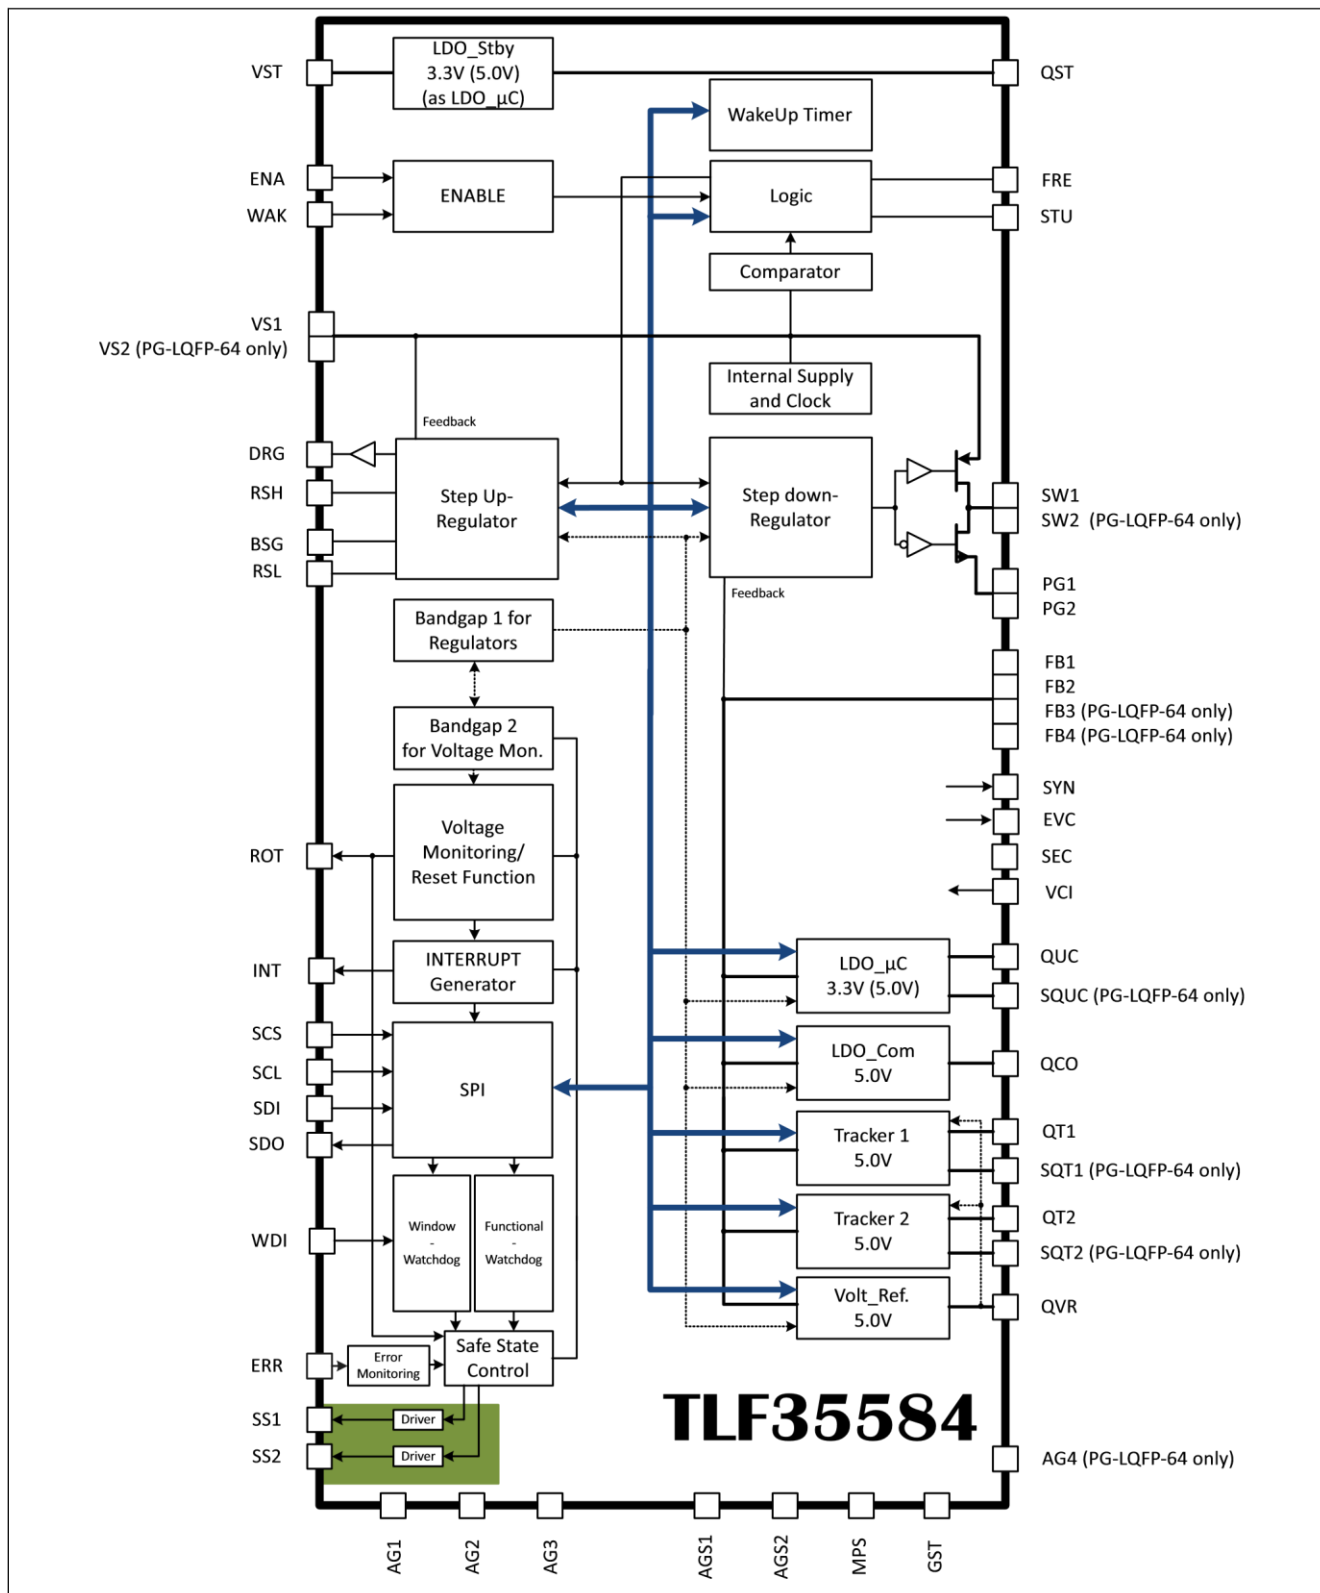 VST
LDO_Stby
3.3V (5.0V)
(as LDO_µC)
QST
WakeUp Timer
ENA
WAK
ENABLE
Logic
FRE
STU
Comparator
VS1
VS2 (PG-LQFP-64 only)
Internal Supply
and Clock
Feedback
DRG
RSH
BSG
RSL
Step Up-
Regulator
Step down-
Regulator
SW1
SW2 (PG-LQFP-64 only)
PG1
PG2
Feedback
Bandgap 1 for
Regulators
FB1
FB2
FB3 (PG-LQFP-64 only)
FB4 (PG-LQFP-64 only)
Bandgap 2
for Voltage Mon.
SYN
EVC
SEC
VCI
ROT
Voltage
Monitoring/
Reset Function
INT
INTERRUPT
Generator
LDO_µC
3.3V (5.0V)
QUC
SQUC (PG-LQFP-64 only)
SCS
SCL
SDI
SDO
SPI
LDO_Com
5.0V
QCO
Tracker 1
5.0V
QT1
SQT1 (PG-LQFP-64 only)
WDI
Window
-
Watchdog
Functional
-
Watchdog
Tracker 2
5.0V
QT2
SQT2 (PG-LQFP-64 only)
Volt_Ref.
5.0V
QVR
ERR
Error
Monitoring
Safe State
Control
SS1
Driver
SS2
Driver
TLF35584
AG4 (PG-LQFP-64 only)
AG1
AG2
AG3
AGS1
AGS2
MPS
GST